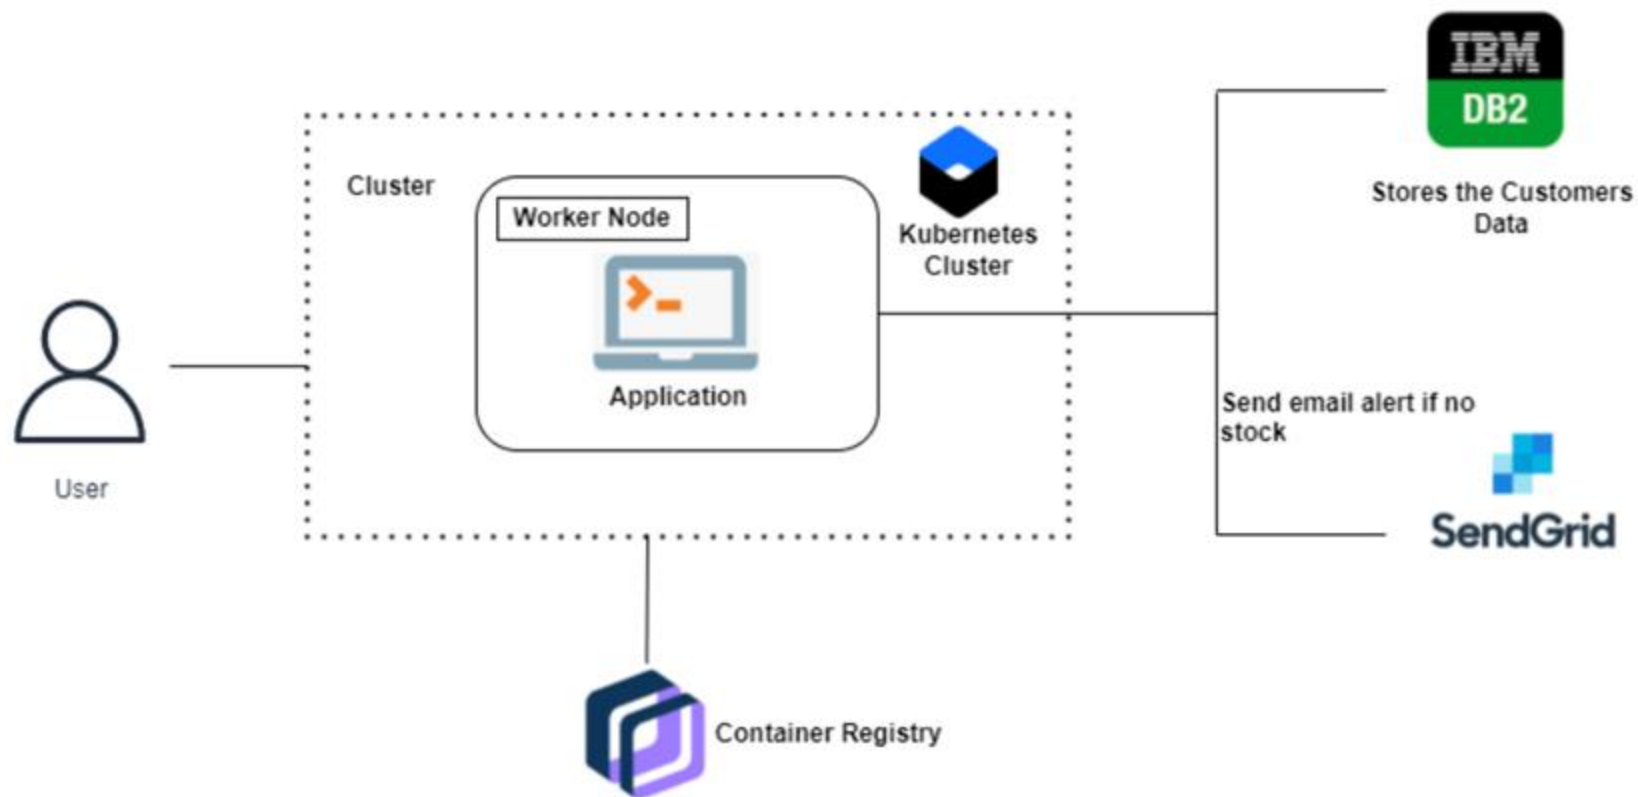 IBM
DB2
Stores the Customers
Data
Cluster
Worker Node
Kubernetes
Cluster
Application
Send email alert if no
stock
SendGrid
User
Container Registry